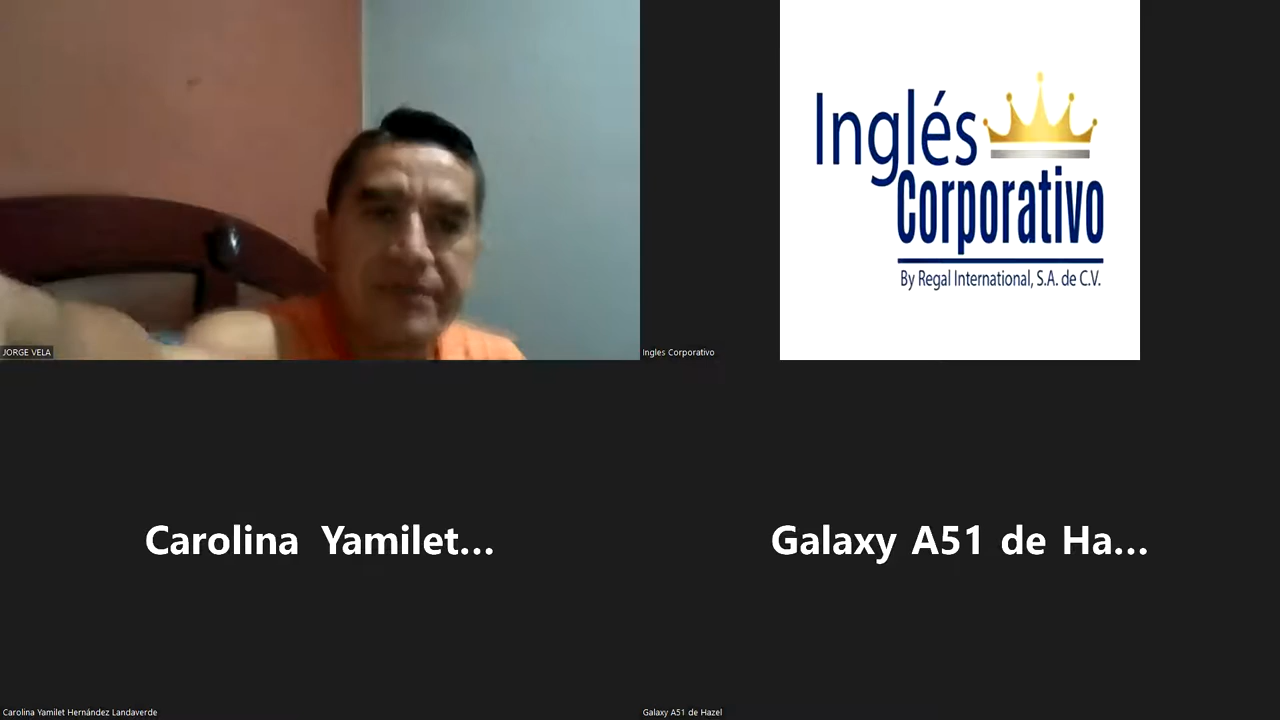 Inglés
Corporativo
By Regal International, S.A. de C.V.
JORGE VELA
Ingles Corporativo
Carolina Yamilet...
Galaxy A51 de Ha...
Carolina Yamilet Hernández Landaverde
Galaxy A51 de Hazel